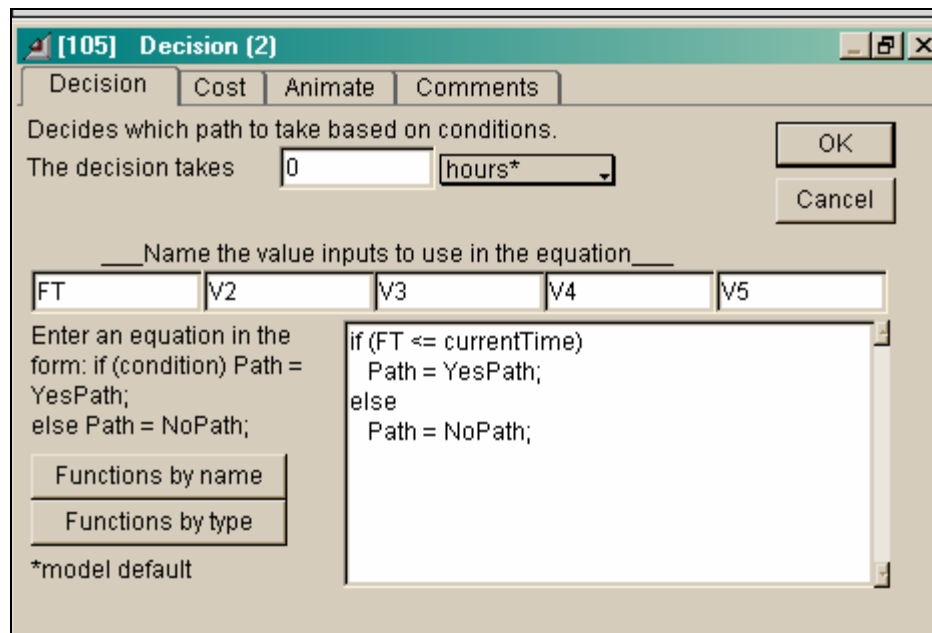 [105] Decision (2)
Decision Cost Animate Comments
Decides which path to take based on conditions.
The decision takes 0 hours*
OK
Cancel
___Name the value inputs to use in the equation___
FT V2 V3 V4 V5
Enter an equation in the
form: if (condition) Path =
YesPath;
else Path = NoPath;
if (FT <= currentTime)
Path = YesPath;
else
Path = NoPath;
Functions by name
Functions by type
*model default